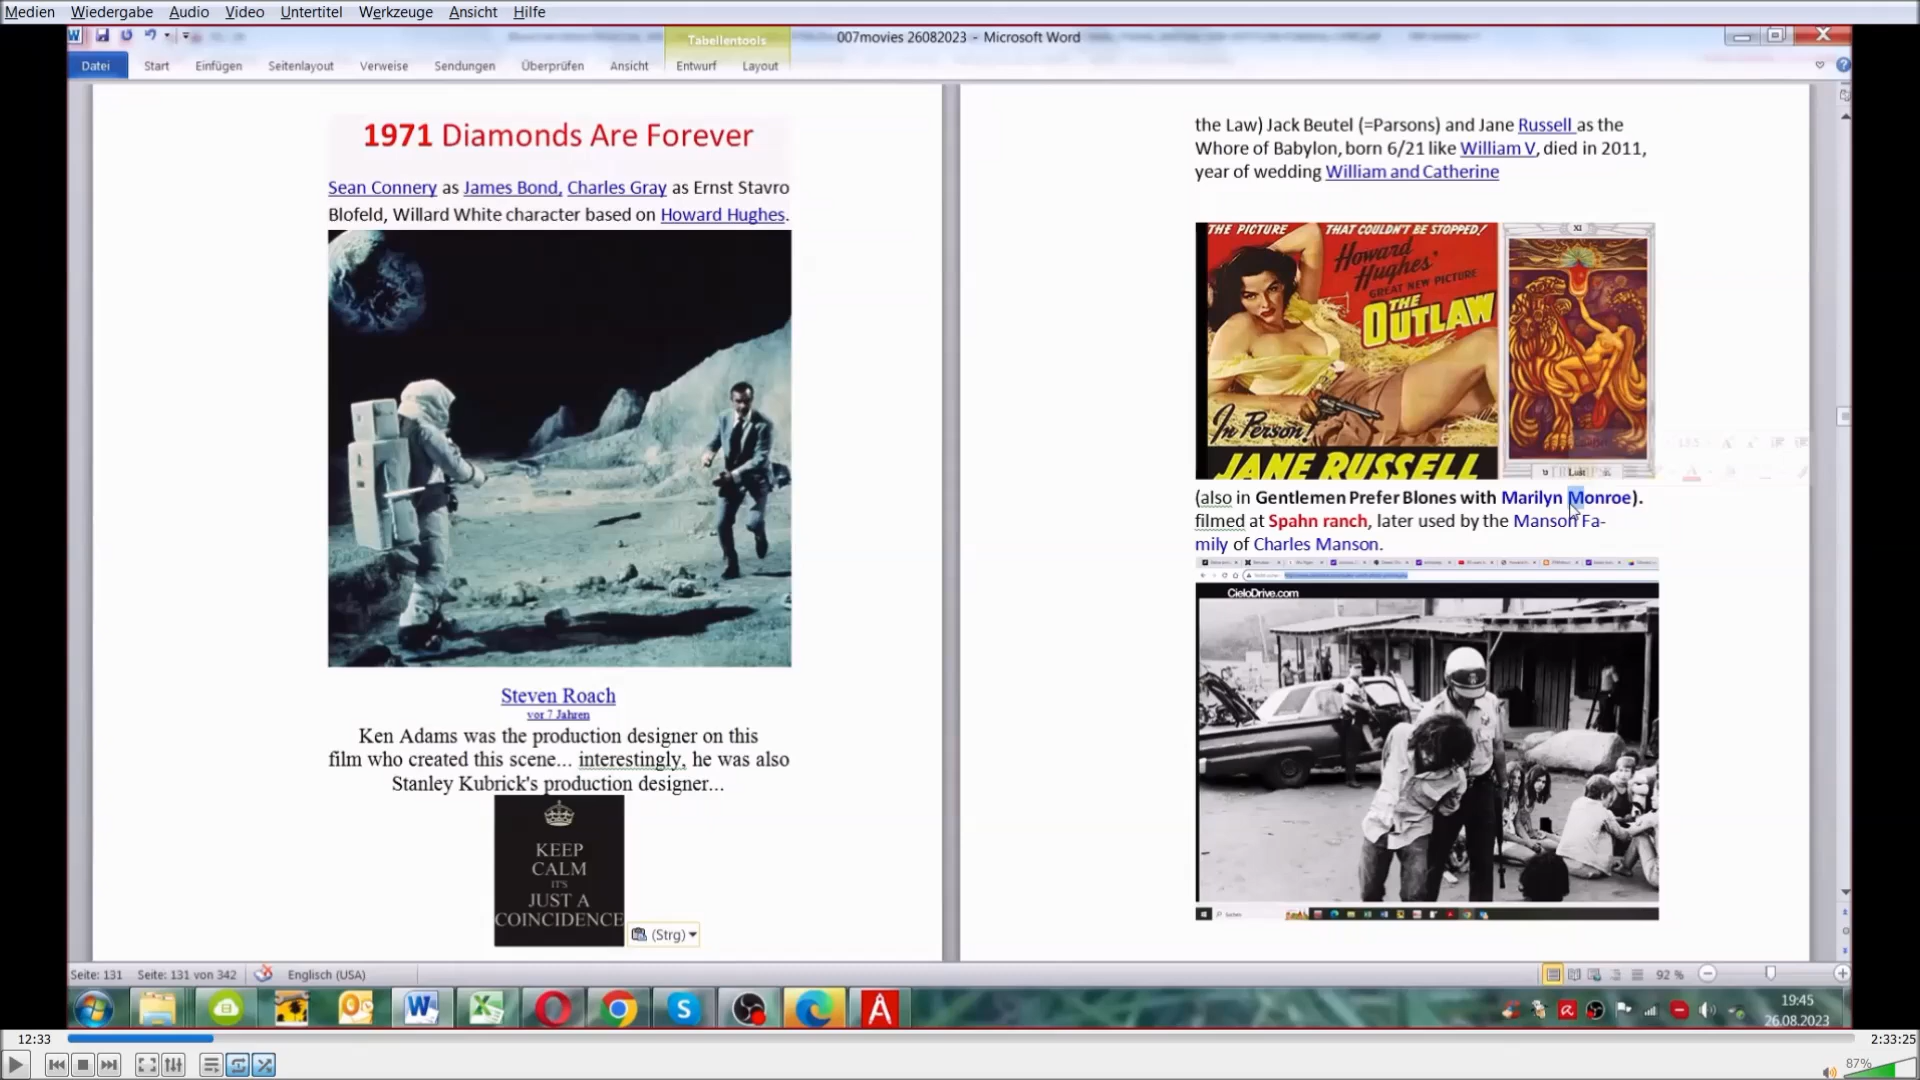 Medien Wiedergabe Audio Video Untertitel Werkzeuge Ansicht Hilfe
Tabellentools
007movies 26082023 - Microsoft Word
Datei Start Einfügen Seitenlayout Verweise Sendungen Überprüfen Ansicht Entwurf Layout
1971 Diamonds Are Forever
Sean Connery as James Bond, Charles Gray as Ernst Stavro
Blofeld, Willard White character based on Howard Hughes.
Steven Roach
vor 7 Jahren
Ken Adams was the production designer on this
film who created this scene... interestingly, he was also
Stanley Kubrick's production designer...
KEEP
CALM
IT'S
JUST A
COINCIDENCE
(Strg)
the Law) Jack Beutel (=Parsons) and Jane Russell as the
Whore of Babylon, born 6/21 like William V, died in 2011,
year of wedding William and Catherine
THE PICTURE THAT COULDN'T BE STOPPED!
Howard
Hughes'
GREAT NEW PICTURE
THE
OUTLAW
In Person!
JANE RUSSELL
XI
Lust
(also in Gentlemen Prefer Blones with Marilyn Monroe).
filmed at Spahn ranch, later used by the Manson Fa-
mily of Charles Manson.
CieloDrive.com
Suchen
Seite: 131 Seite: 131 von 342 Englisch (USA) 92 %
19:45
26.08.2023
12:33 2:33:25
87%